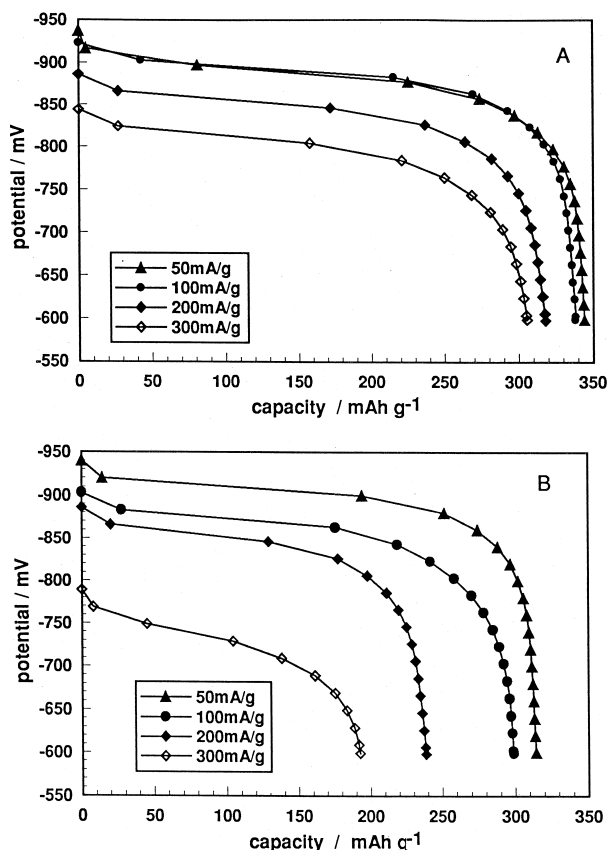 -950
-900
-850
-800
-750
-700
-650
-600
-550
potential / mV
A
50mA/g
100mA/g
200mA/g
300mA/g
0 50 100 150 200 250 300 350
capacity / mAh g-1
-950
-900
-850
-800
-750
-700
-650
-600
-550
potential / mV
B
50mA/g
100mA/g
200mA/g
300mA/g
0 50 100 150 200 250 300 350
capacity / mAh g-1